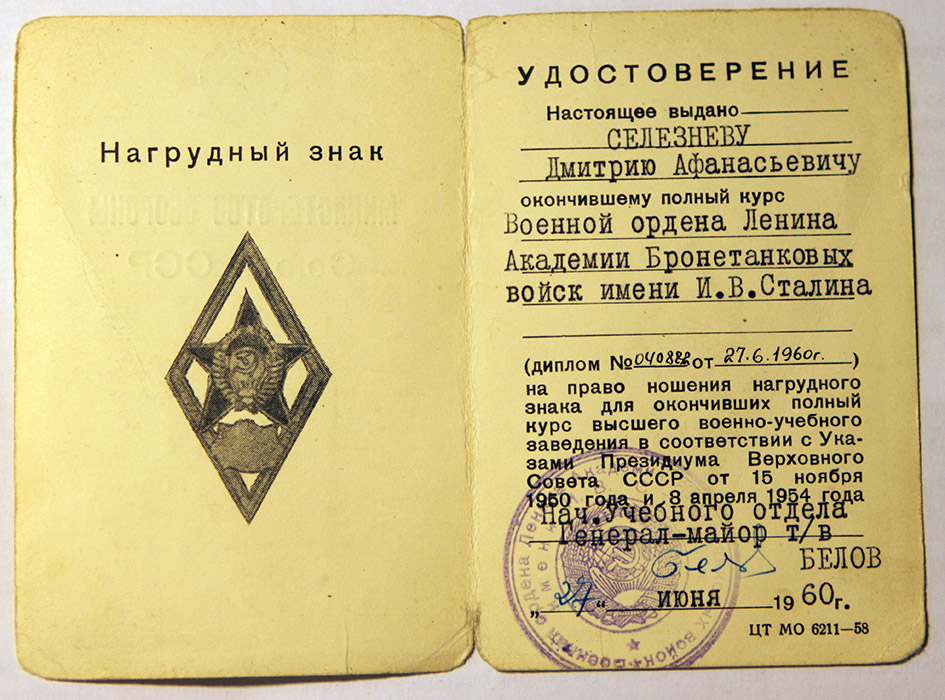 Нагрудный знак
УДОСТОВЕРЕНИЕ
Настоящее выдано
СЕЛЕЗНЕВУ
Дмитрию Афанасьевичу
окончившему полный курс
Военной ордена Ленина
Академии Бронетанковых
войск имени И.В.Сталина
(диплом № от 27.6.1960г. )
на право ношения нагрудного
знака для окончивших полный
курс высшего военно-учебного
заведения в соответствии с Ука-
зами Президиума Верховного
Совета СССР от 15 ноября
1950 года и 8 апреля 1954 года
Нач.Учебного отдела
Генерал-майор т/в
БЕЛОВ
„27“ июня 1960г.
ЦТ МО 6211—58